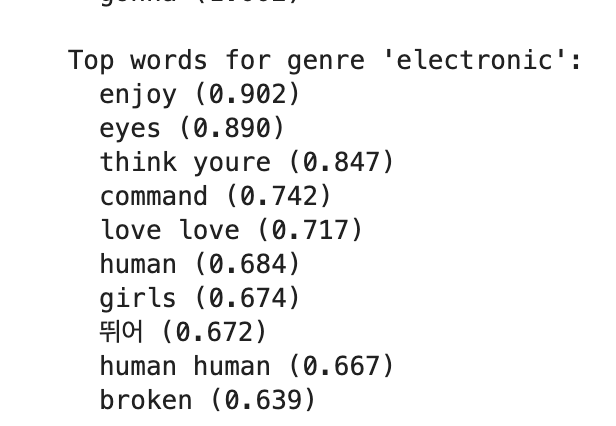 Top words for genre 'electronic':
enjoy (0.902)
eyes (0.890)
think youre (0.847)
command (0.742)
love love (0.717)
human (0.684)
girls (0.674)
뛰어 (0.672)
human human (0.667)
broken (0.639)